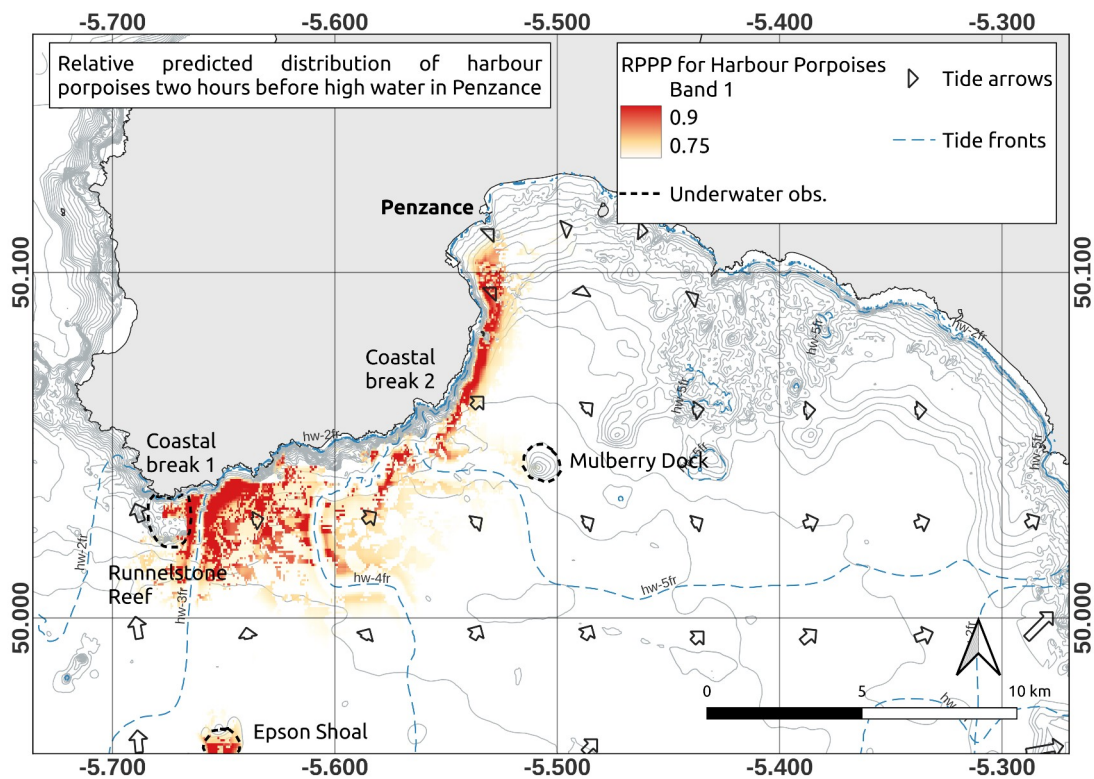 -5.700 -5.600 -5.500 -5.400 -5.300
Relative predicted distribution of harbour
porpoises two hours before high water in Penzance
RPPP for Harbour Porpoises
Band 1
0.9
0.75
Underwater obs.
Tide arrows
Tide fronts
Penzance
50.100
50.100
hw-5fr
hw-2fr
Coastal
break 2
hw-5fr
hw-2fr
Coastal
break 1
Mulberry Dock
hw-5fr
hw-2fr
Runnelstone
Reef
hw-3fr
hw-4fr
hw-5fr
50.000
50.000
0 5 10 km
Epson Shoal
-5.700 -5.600 -5.500 -5.400 -5.300